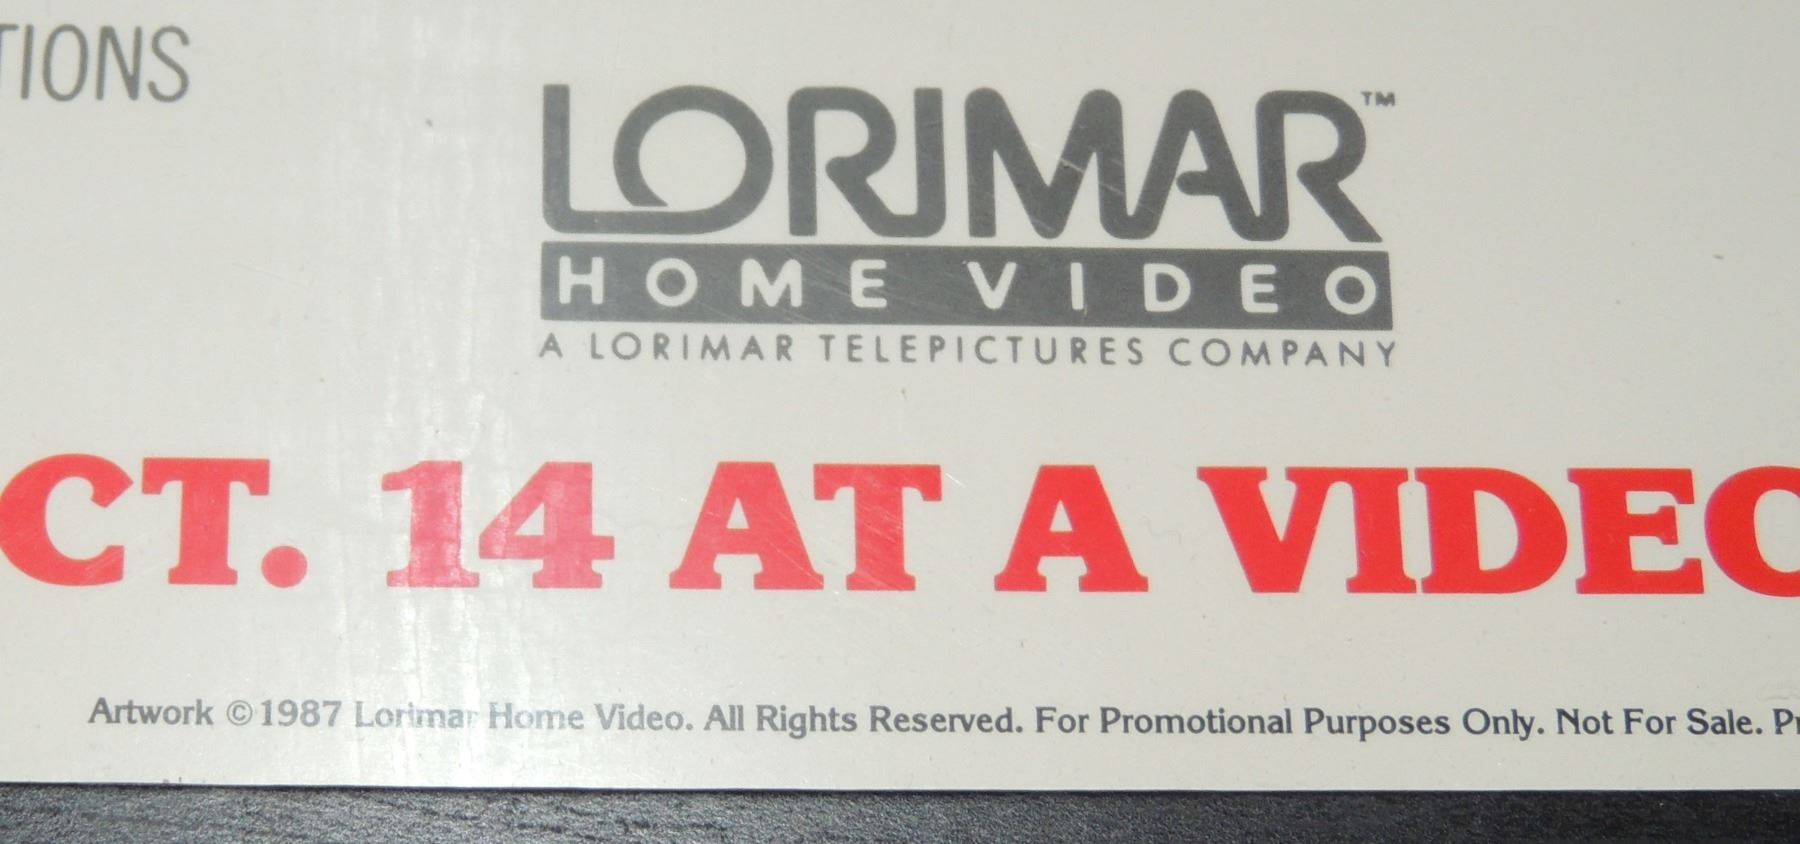 TIONS
LORIMAR™
HOME VIDEO
A LORIMAR TELEPICTURES COMPANY
CT. 14 AT A VIDEO
Artwork ©1987 Lorimar Home Video. All Rights Reserved. For Promotional Purposes Only. Not For Sale.